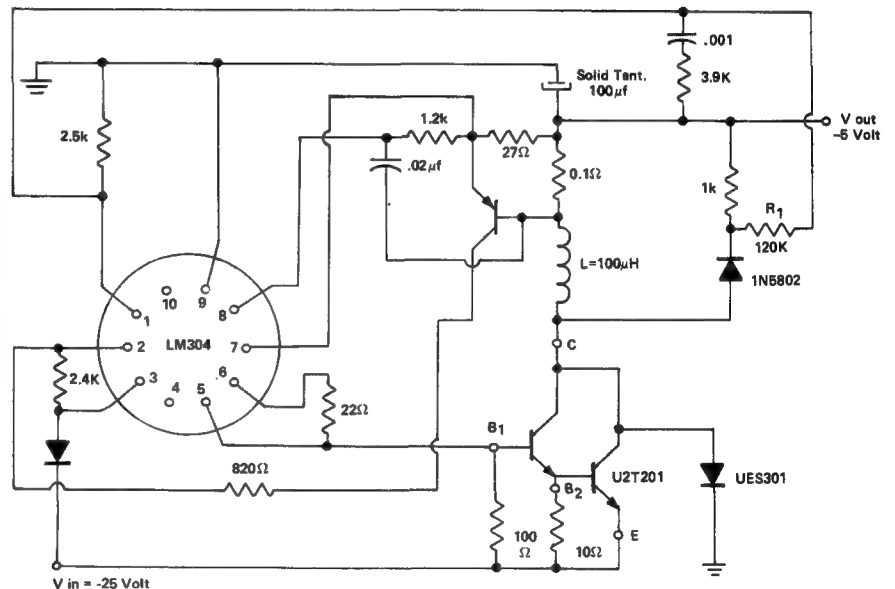 .001
Solid Tant.
100µf
3.9K
1.2k
2.5k
.02µf
27Ω
0.1Ω
V out
-5 Volt
1k
R1
120K
L=100µH
1N5802
10
9
8
1
LM304
2
7
C
3
6
4
5
2.4K
22Ω
B1
820Ω
U2T201
UES301
B2
100
Ω
10Ω
E
V in = -25 Volt